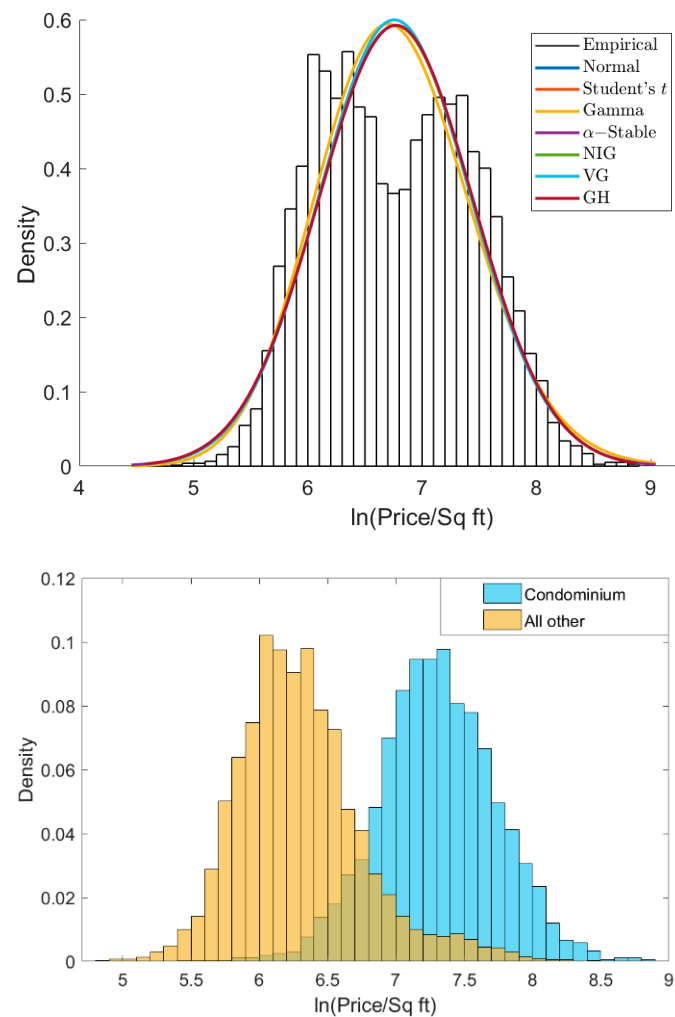 0.6
0.5
0.4
0.3
0.2
0.1
0
Density
4
5
6
7
8
9
ln(Price/Sq ft)
Empirical
Normal
Student's t
Gamma
α−Stable
NIG
VG
GH
0.12
0.1
0.08
0.06
0.04
0.02
0
Density
5
5.5
6
6.5
7
7.5
8
8.5
9
ln(Price/Sq ft)
Condominium
All other